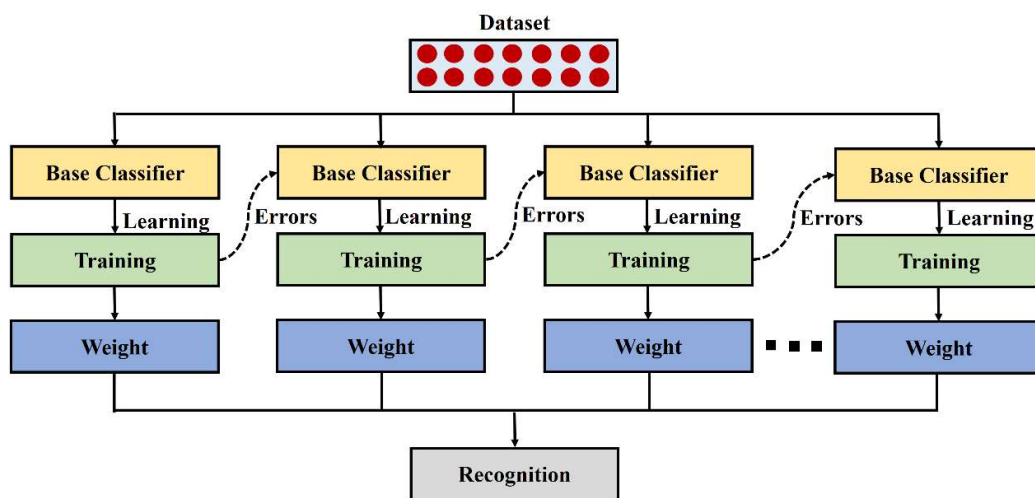 Dataset
Base Classifier
Base Classifier
Base Classifier
Base Classifier
Learning
Errors
Learning
Errors
Learning
Errors
Learning
Training
Training
Training
Training
Weight
Weight
Weight
Weight
Recognition